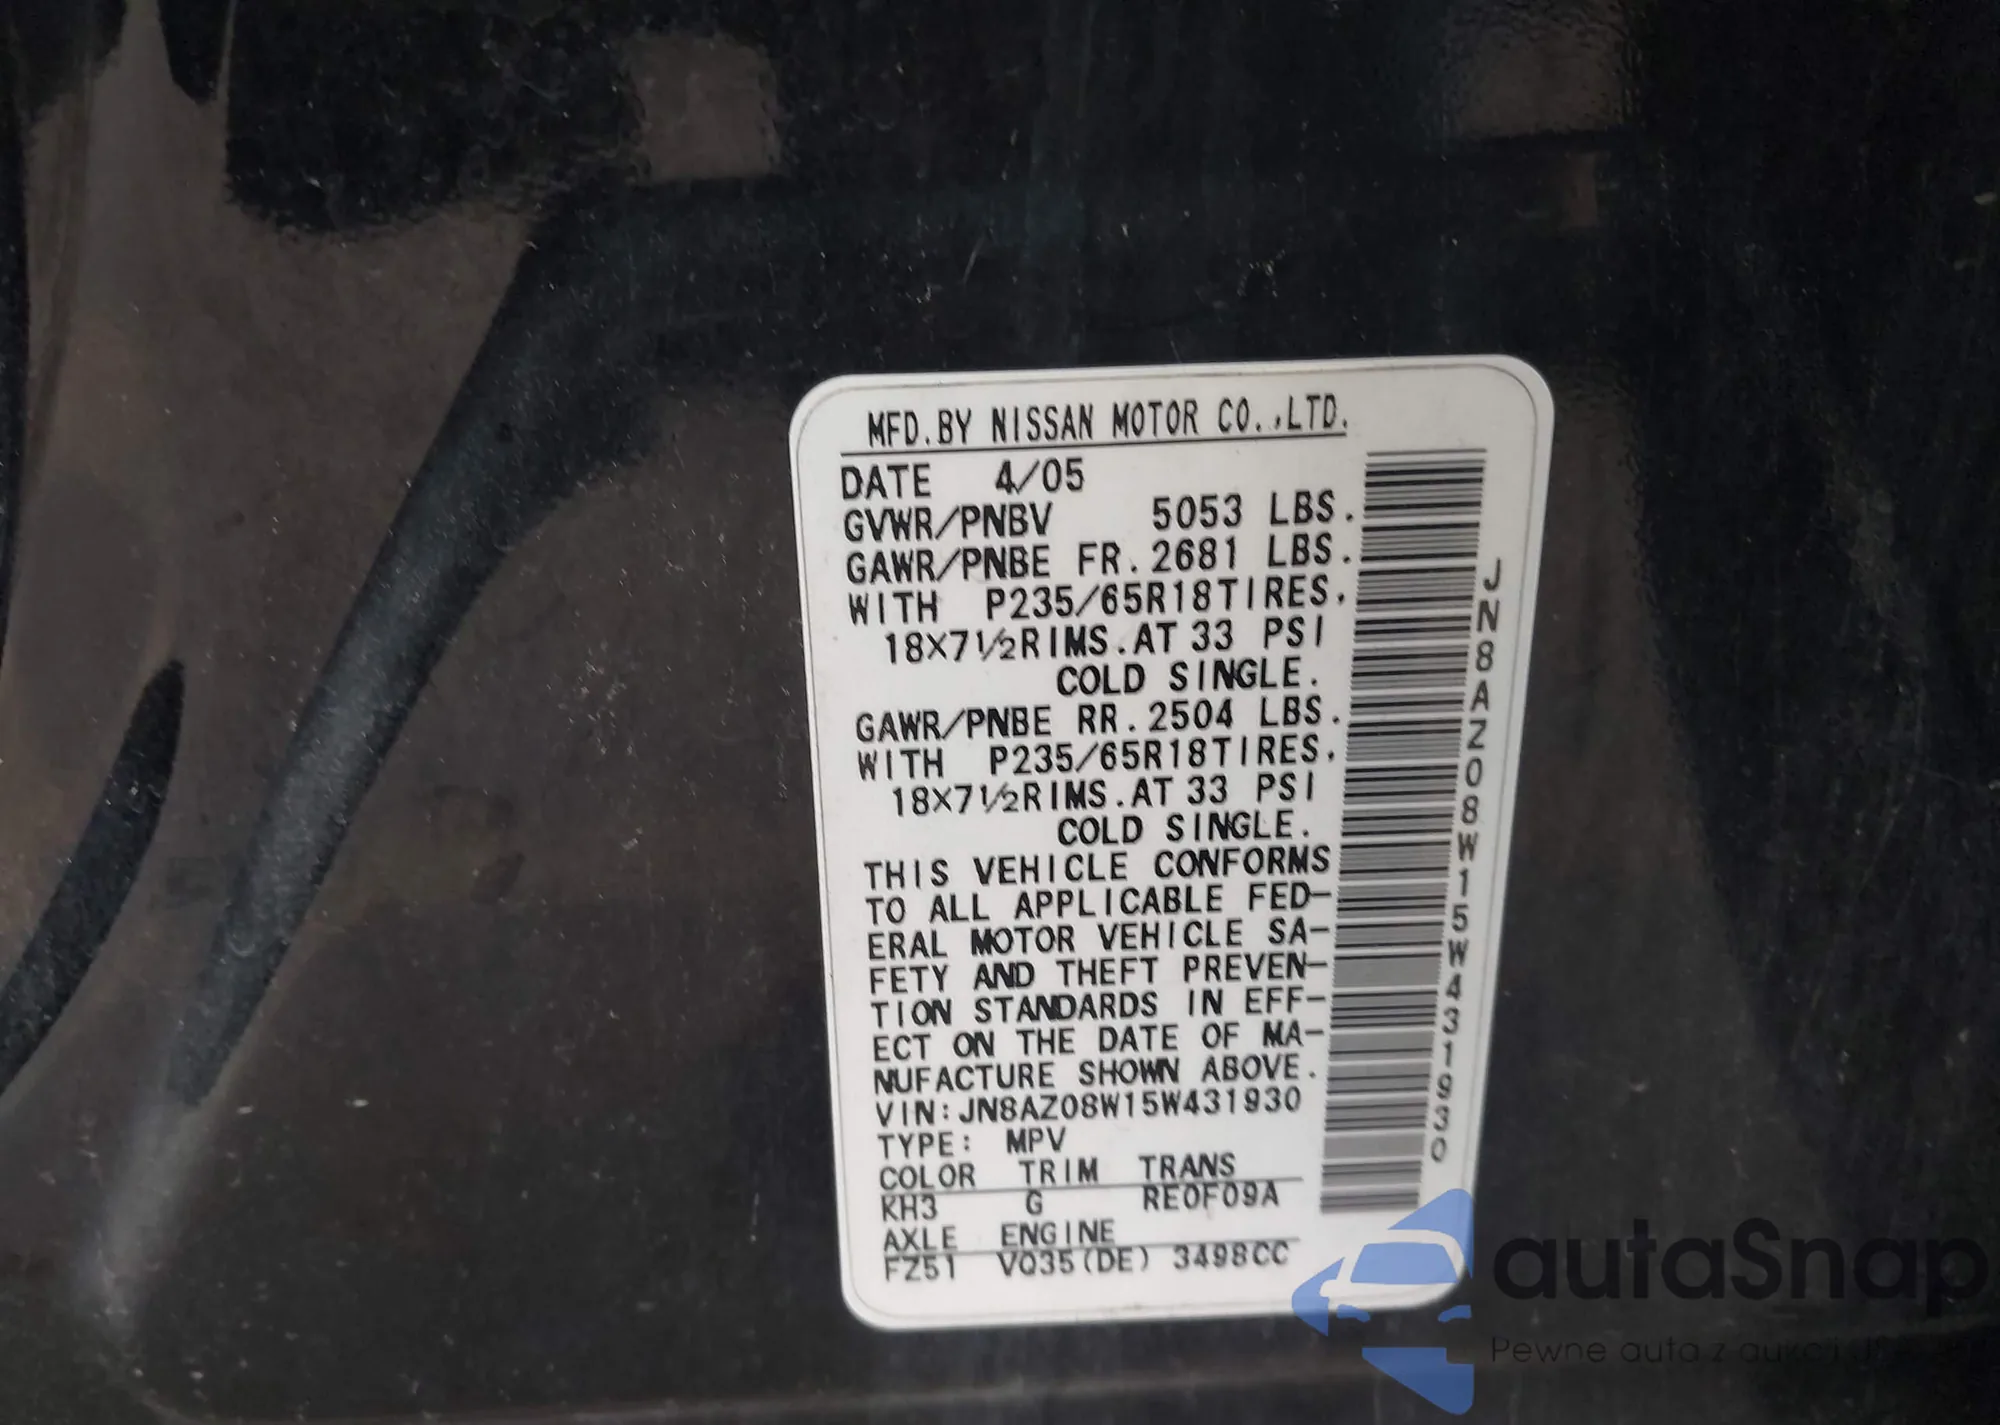 MFD.BY NISSAN MOTOR CO.,LTD.
DATE 4/05
GVWR/PNBV 5053 LBS.
GAWR/PNBE FR.2681 LBS.
WITH P235/65R18TIRES.
18X7½RIMS.AT 33 PSI
COLD SINGLE.
GAWR/PNBE RR.2504 LBS.
WITH P235/65R18TIRES.
18X7½RIMS.AT 33 PSI
COLD SINGLE.
THIS VEHICLE CONFORMS
TO ALL APPLICABLE FED-
ERAL MOTOR VEHICLE SA-
FETY AND THEFT PREVEN-
TION STANDARDS IN EFF-
ECT ON THE DATE OF MA-
NUFACTURE SHOWN ABOVE.
VIN:JN8AZ08W15W431930
TYPE: MPV
COLOR TRIM TRANS
KH3 G RE0F09A
AXLE ENGINE
FZ51 VQ35(DE) 3498CC
JN8AZ08W15W431930
autaSnap
Pewne auta z